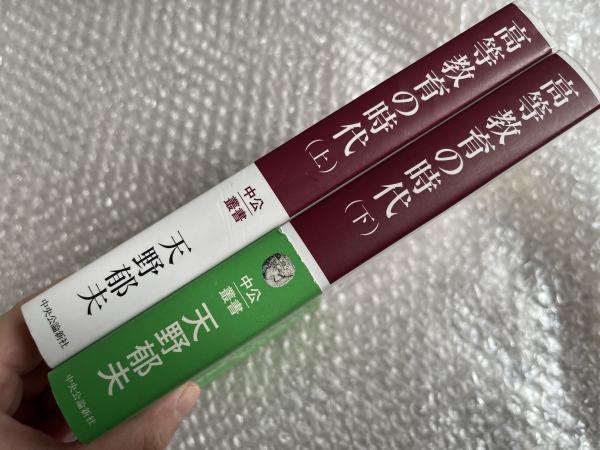 高等教育の時代（上）
中公
叢書
天野郁夫
中央公論新社
高等教育の時代（下）
中公
叢書
天野郁夫
中央公論新社